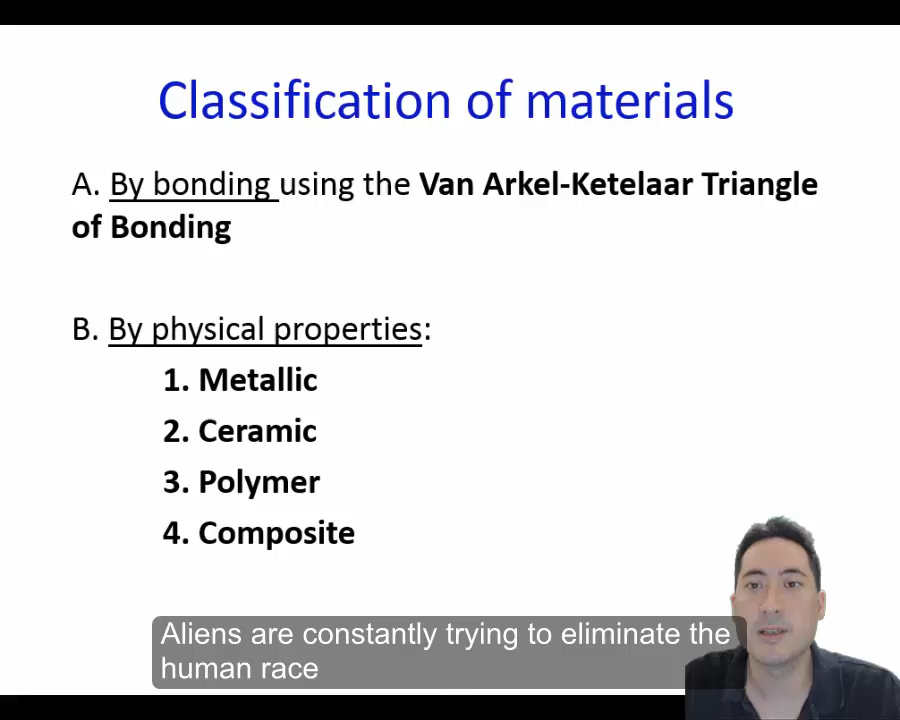 Classification of materials
A. By bonding using the Van Arkel-Ketelaar Triangle
of Bonding
B. By physical properties:
1. Metallic
2. Ceramic
3. Polymer
4. Composite
Aliens are constantly trying to eliminate the
human race